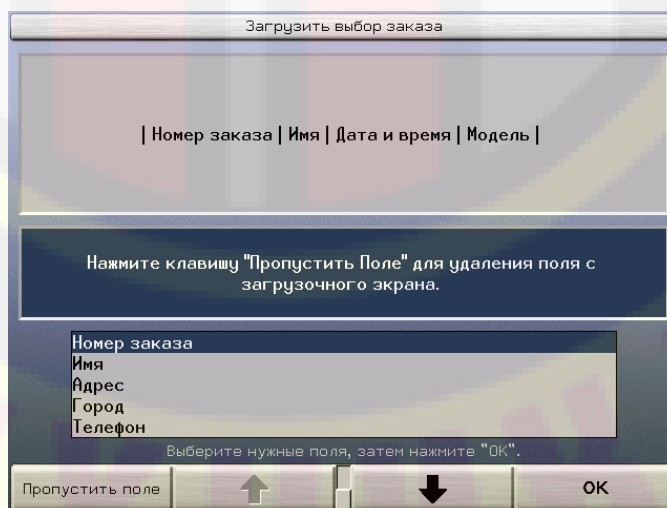 Загрузить выбор заказа
| Номер заказа | Имя | Дата и время | Модель |
Нажмите клавишу "Пропустить Поле" для удаления поля с
загрузочного экрана.
Номер заказа
Имя
Адрес
Город
Телефон
Выберите нужные поля, затем нажмите "OK".
Пропустить поле
OK